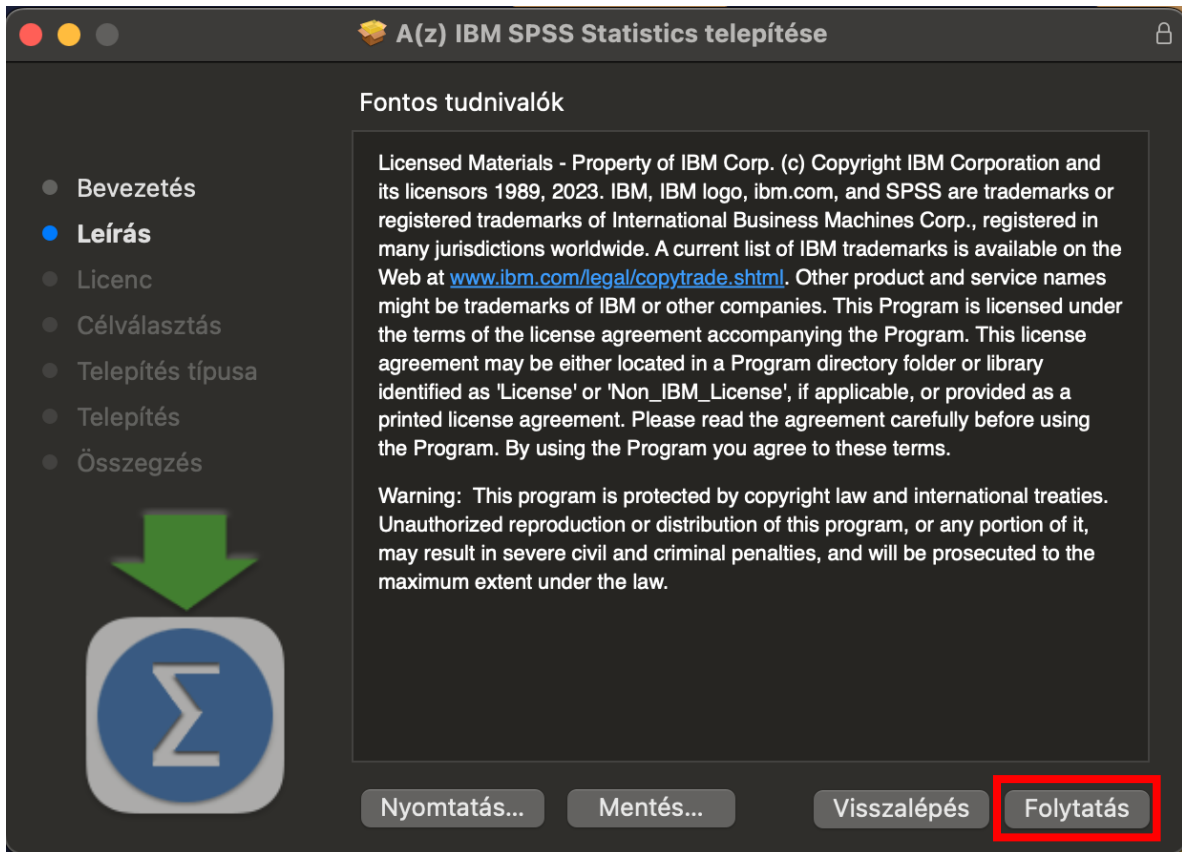 A(z) IBM SPSS Statistics telepítése
Fontos tudnivalók
Bevezetés
Leírás
Licenc
Célválasztás
Telepítés típusa
Telepítés
Összegzés
Licensed Materials - Property of IBM Corp. (c) Copyright IBM Corporation and
its licensors 1989, 2023. IBM, IBM logo, ibm.com, and SPSS are trademarks or
registered trademarks of International Business Machines Corp., registered in
many jurisdictions worldwide. A current list of IBM trademarks is available on the
Web at www.ibm.com/legal/copytrade.shtml. Other product and service names
might be trademarks of IBM or other companies. This Program is licensed under
the terms of the license agreement accompanying the Program. This license
agreement may be either located in a Program directory folder or library
identified as 'License' or 'Non_IBM_License', if applicable, or provided as a
printed license agreement. Please read the agreement carefully before using
the Program. By using the Program you agree to these terms.
Warning:  This program is protected by copyright law and international treaties.
Unauthorized reproduction or distribution of this program, or any portion of it,
may result in severe civil and criminal penalties, and will be prosecuted to the
maximum extent under the law.
Nyomtatás... Mentés... Visszalépés Folytatás